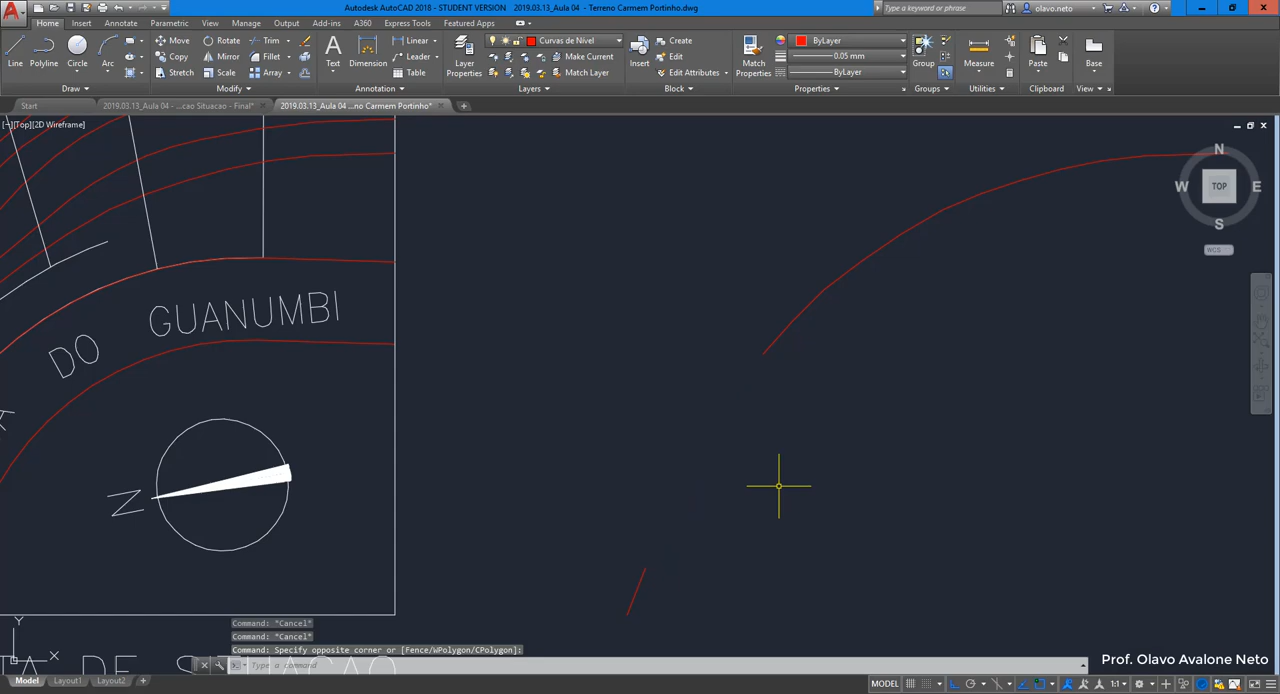 Autodesk AutoCAD 2018 - STUDENT VERSION 2019.03.13_Aula 04 - Terreno Carmem Portinho.dwg
Type a keyword or phrase
olavo.neto
Home Insert Annotate Parametric View Manage Output Add-ins A360 Express Tools Featured Apps
Line Polyline Circle Arc
Move Rotate Trim
Copy Mirror Fillet
Stretch Scale Array
Text Dimension
Linear
Leader
Table
Layer Properties
Curvas de Nível
Make Current
Match Layer
Insert
Create
Edit
Edit Attributes
Match Properties
ByLayer
0.05 mm
ByLayer
Group
Measure
Paste
Base
Draw Modify Annotation Layers Block Properties Groups Utilities Clipboard View
Start 2019.03.13_Aula 04 - ...cao Situacao - Final* 2019.03.13_Aula 04 - ...no Carmem Portinho*
[−][Top][2D Wireframe]
N
W TOP E
S
WCS
DO GUANUMBI
N
Y
X
Command: *Cancel*
Command: *Cancel*
Command: Specify opposite corner or [Fence/WPolygon/CPolygon]:
Type a command
DE
Prof. Olavo Avalone Neto
Model Layout1 Layout2
MODEL
1:1